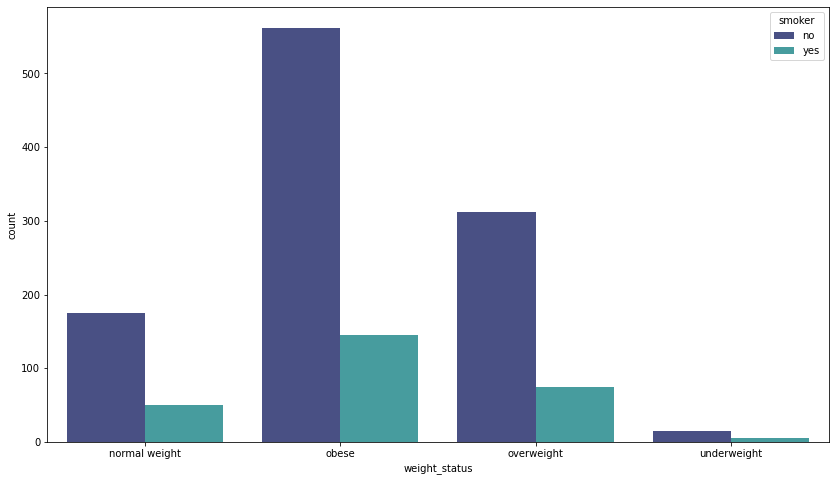 smoker
no
yes
count
500
400
300
200
100
0
normal weight
obese
overweight
underweight
weight_status